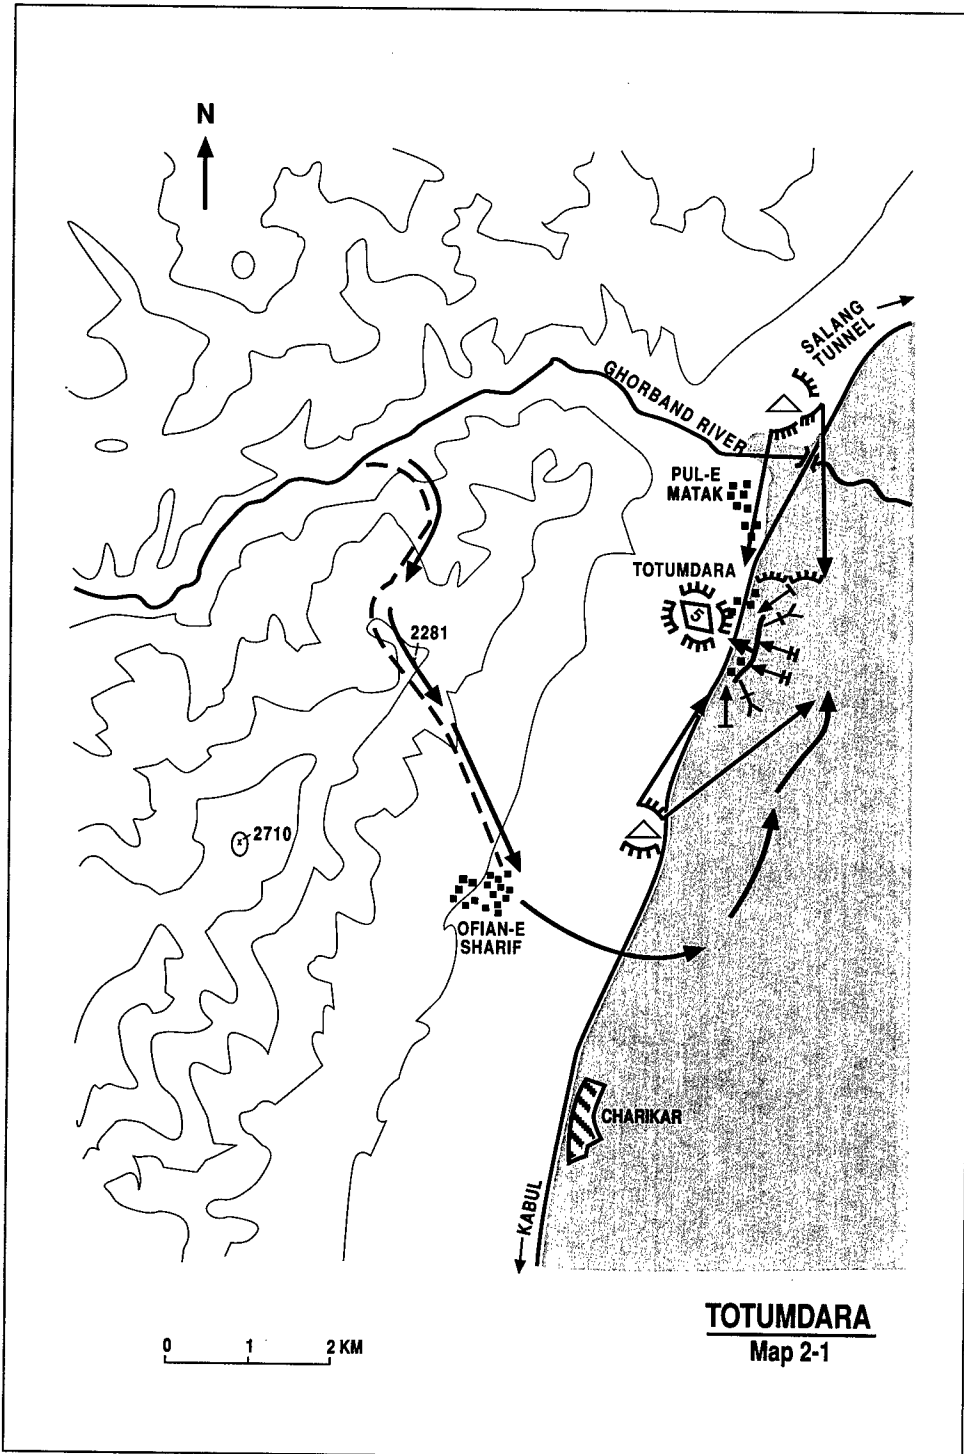 N
SALANG
TUNNEL
GHORBAND RIVER
PUL-E
MATAK
TOTUMDARA
5
2281
2710
OFIAN-E
SHARIF
CHARIKAR
KABUL
0 1 2 KM
TOTUMDARA
Map 2-1